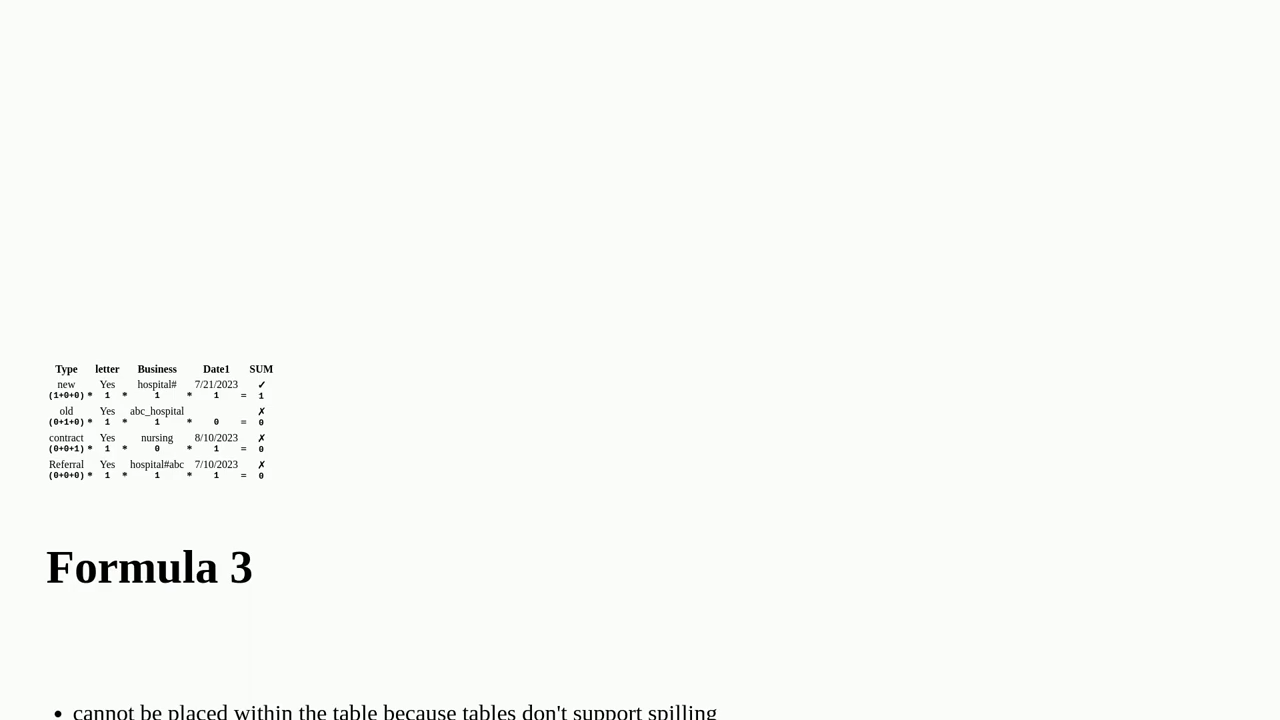 Type letter Business Date1 SUM
new Yes hospital# 7/21/2023 ✓
(1+0+0) * 1 * 1 * 1 = 1
old Yes abc_hospital ✗
(0+1+0) * 1 * 1 * 0 = 0
contract Yes nursing 8/10/2023 ✗
(0+0+1) * 1 * 0 * 1 = 0
Referral Yes hospital#abc 7/10/2023 ✗
(0+0+0) * 1 * 1 * 1 = 0
Formula 3
• cannot be placed within the table because tables don't support spilling